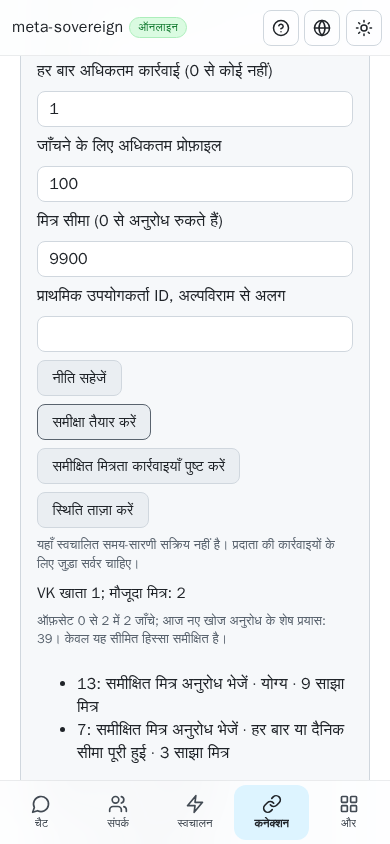 meta-sovereign ऑनलाइन
हर बार अधिकतम कार्रवाई (0 से कोई नहीं)
1
जाँचने के लिए अधिकतम प्रोफ़ाइल
100
मित्र सीमा (0 से अनुरोध रुकते हैं)
9900
प्राथमिक उपयोगकर्ता ID, अल्पविराम से अलग
नीति सहेजें
समीक्षा तैयार करें
समीक्षित मित्रता कार्रवाइयाँ पुष्ट करें
स्थिति ताज़ा करें
यहाँ स्वचालित समय-सारणी सक्रिय नहीं है। प्रदाता की कार्रवाइयों के
लिए जुड़ा सर्वर चाहिए।
VK खाता 1; मौजूदा मित्र: 2
ऑफ़सेट 0 से 2 में 2 जाँचे; आज नए खोज अनुरोध के शेष प्रयास:
39। केवल यह सीमित हिस्सा समीक्षित है।
• 13: समीक्षित मित्र अनुरोध भेजें · योग्य · 9 साझा
मित्र
• 7: समीक्षित मित्र अनुरोध भेजें · हर बार या दैनिक
सीमा पूरी हुई · 3 साझा मित्र
चैट
संपर्क
स्वचालन
कनेक्शन
और